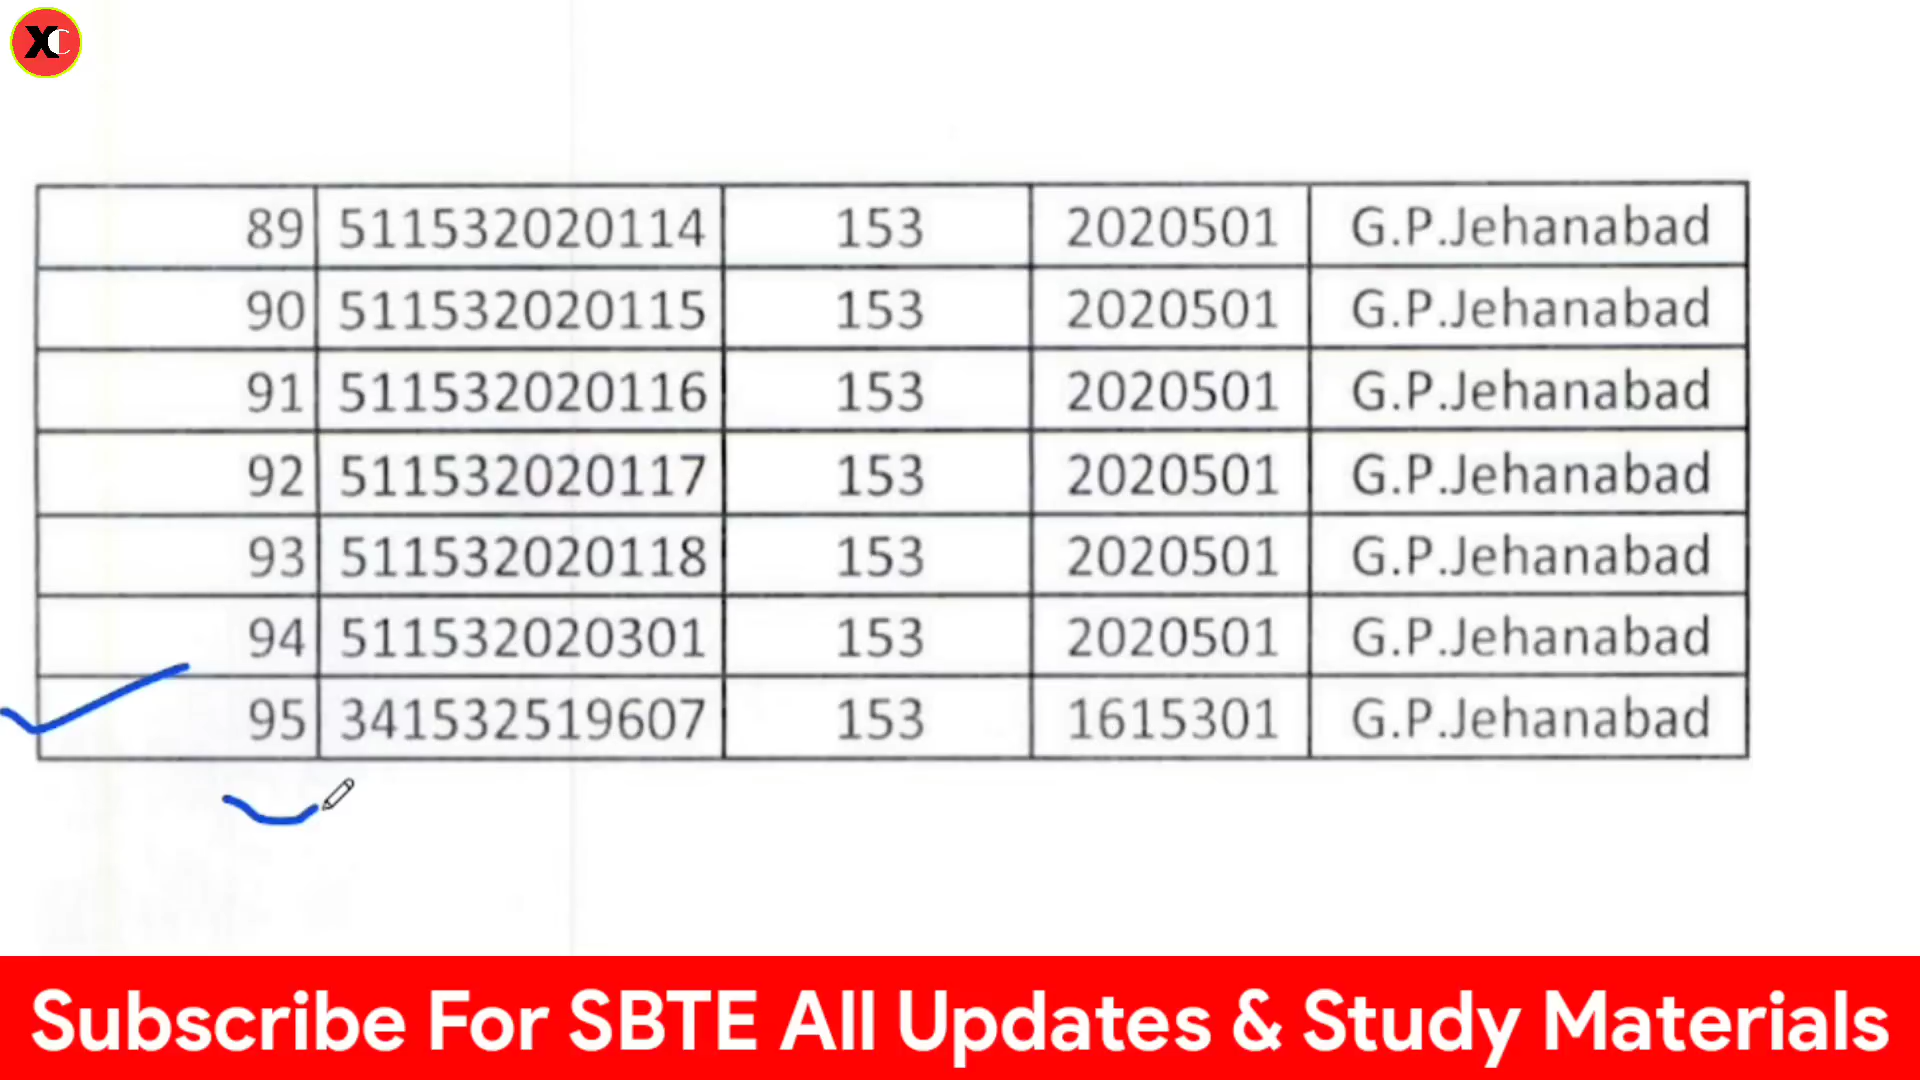 XC
89 511532020114 153 2020501 G.P.Jehanabad
90 511532020115 153 2020501 G.P.Jehanabad
91 511532020116 153 2020501 G.P.Jehanabad
92 511532020117 153 2020501 G.P.Jehanabad
93 511532020118 153 2020501 G.P.Jehanabad
94 511532020301 153 2020501 G.P.Jehanabad
95 341532519607 153 1615301 G.P.Jehanabad
Subscribe For SBTE All Updates & Study Materials